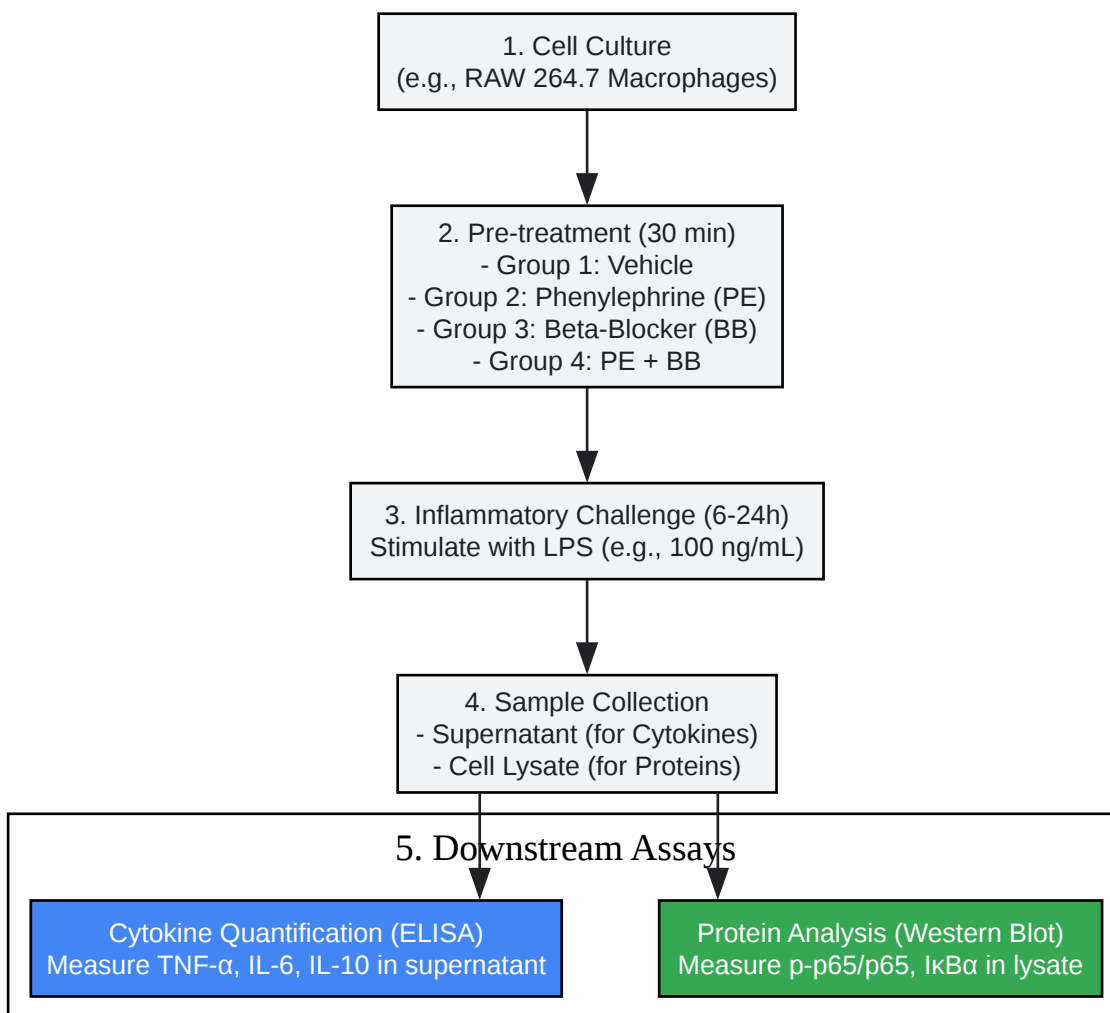 1. Cell Culture
(e.g., RAW 264.7 Macrophages)
2. Pre-treatment (30 min)
- Group 1: Vehicle
- Group 2: Phenylephrine (PE)
- Group 3: Beta-Blocker (BB)
- Group 4: PE + BB
3. Inflammatory Challenge (6-24h)
Stimulate with LPS (e.g., 100 ng/mL)
4. Sample Collection
- Supernatant (for Cytokines)
- Cell Lysate (for Proteins)
5. Downstream Assays
Cytokine Quantification (ELISA)
Measure TNF-α, IL-6, IL-10 in supernatant
Protein Analysis (Western Blot)
Measure p-p65/p65, IκBα in lysate